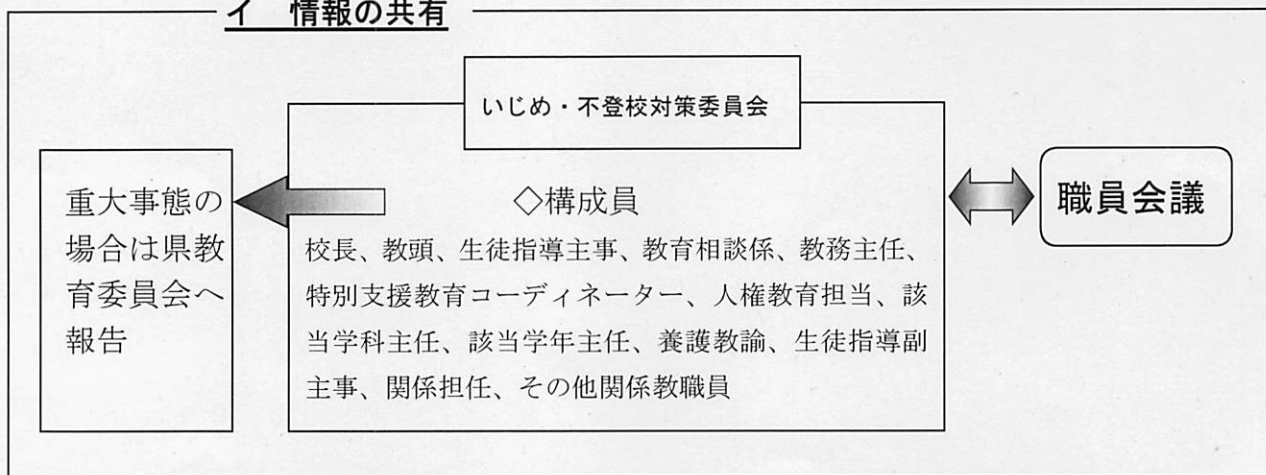 イ 情報の共有
いじめ・不登校対策委員会
重大事態の
場合は県教
育委員会へ
報告
◇構成員
校長、教頭、生徒指導主事、教育相談係、教務主任、
特別支援教育コーディネーター、人権教育担当、該
当学科主任、該当学年主任、養護教諭、生徒指導副
主事、関係担任、その他関係教職員
職員会議